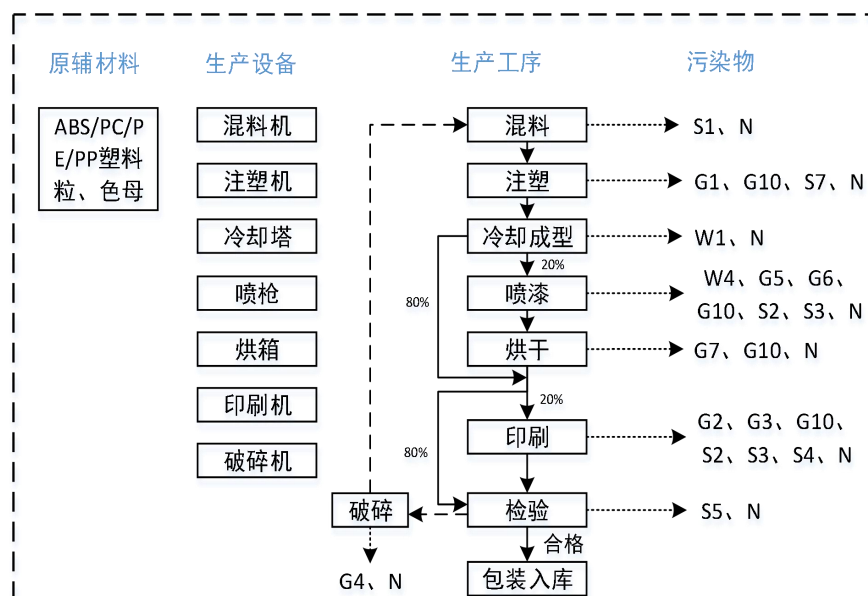 原辅材料
生产设备
生产工序
污染物
ABS/PC/P
E/PP塑料
粒、色母
混料机
混料
S1、N
注塑机
注塑
G1、G10、S7、N
冷却塔
冷却成型
W1、N
20%
80%
喷枪
喷漆
W4、G5、G6、
G10、S2、S3、N
烘箱
烘干
G7、G10、N
印刷机
20%
印刷
G2、G3、G10、
S2、S3、S4、N
破碎机
80%
破碎
检验
S5、N
合格
G4、N
包装入库